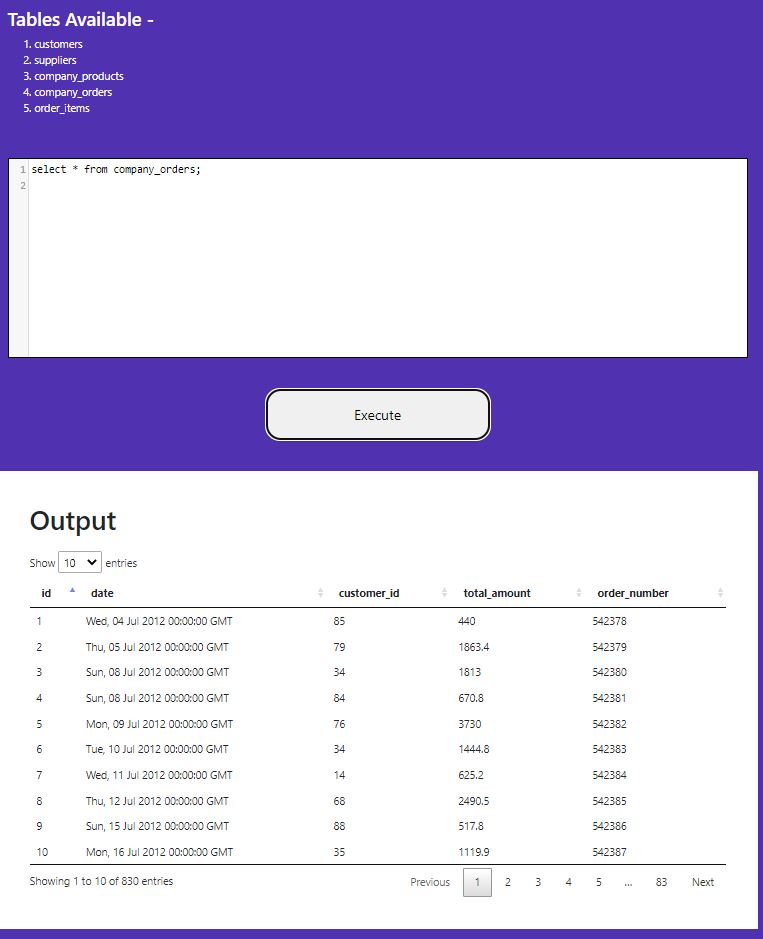 Tables Available -
1. customers
2. suppliers
3. company_products
4. company_orders
5. order_items
1 select * from company_orders;
2
Execute
Output
Show 10 entries
id date customer_id total_amount order_number
1 Wed, 04 Jul 2012 00:00:00 GMT 85 440 542378
2 Thu, 05 Jul 2012 00:00:00 GMT 79 1863.4 542379
3 Sun, 08 Jul 2012 00:00:00 GMT 34 1813 542380
4 Sun, 08 Jul 2012 00:00:00 GMT 84 670.8 542381
5 Mon, 09 Jul 2012 00:00:00 GMT 76 3730 542382
6 Tue, 10 Jul 2012 00:00:00 GMT 34 1444.8 542383
7 Wed, 11 Jul 2012 00:00:00 GMT 14 625.2 542384
8 Thu, 12 Jul 2012 00:00:00 GMT 68 2490.5 542385
9 Sun, 15 Jul 2012 00:00:00 GMT 88 517.8 542386
10 Mon, 16 Jul 2012 00:00:00 GMT 35 1119.9 542387
Showing 1 to 10 of 830 entries Previous 1 2 3 4 5 ... 83 Next